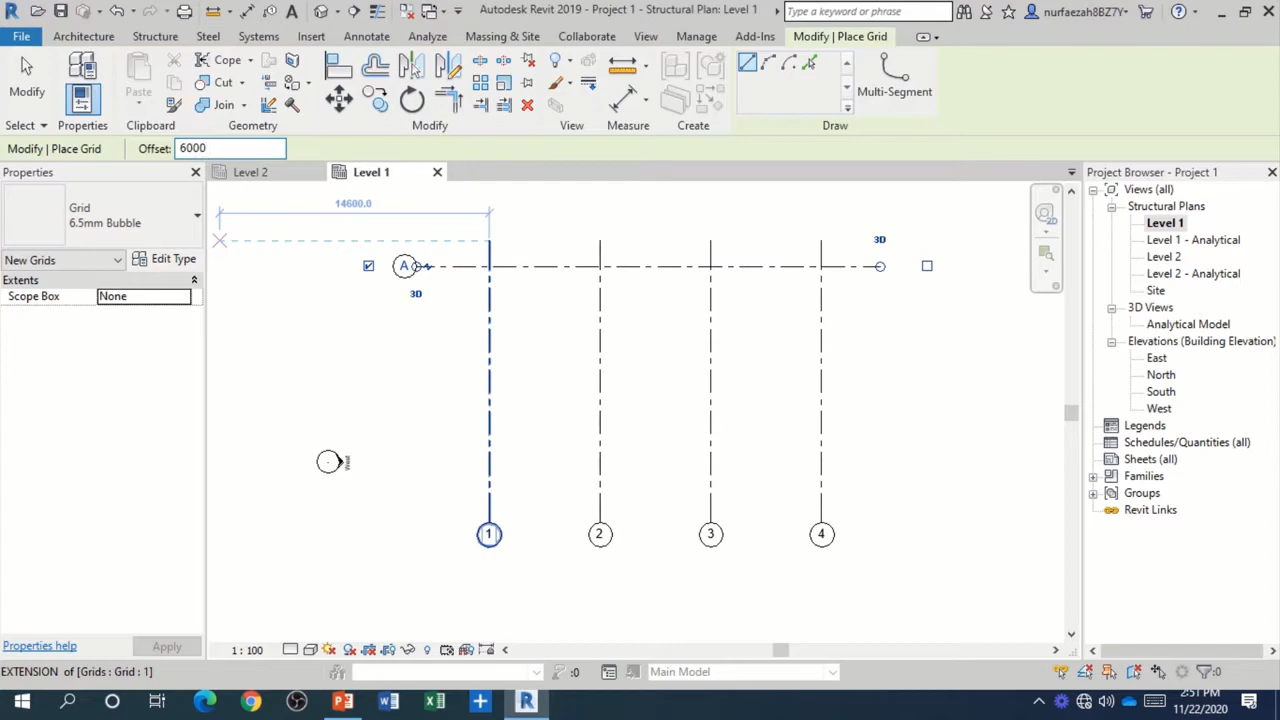 Autodesk Revit 2019 - Project 1 - Structural Plan: Level 1
Type a keyword or phrase
nurfaezah8BZ7Y
File Architecture Structure Steel Systems Insert Annotate Analyze Massing & Site Collaborate View Manage Add-Ins Modify | Place Grid
Modify
Paste
Cope
Cut
Join
Multi-Segment
Select Properties Clipboard Geometry Modify View Measure Create Draw
Modify | Place Grid Offset: 6000
Properties
Level 2
Level 1
Project Browser - Project 1
Grid
6.5mm Bubble
New Grids
Edit Type
Extents
Scope Box None
Properties help
Apply
14600.0
3D
A
3D
West
1 2 3 4
2D
Views (all)
Structural Plans
Level 1
Level 1 - Analytical
Level 2
Level 2 - Analytical
Site
3D Views
Analytical Model
Elevations (Building Elevation)
East
North
South
West
Legends
Schedules/Quantities (all)
Sheets (all)
Families
Groups
Revit Links
1 : 100
EXTENSION of [Grids : Grid : 1]
:0
Main Model
:0
2:51 PM
11/22/2020